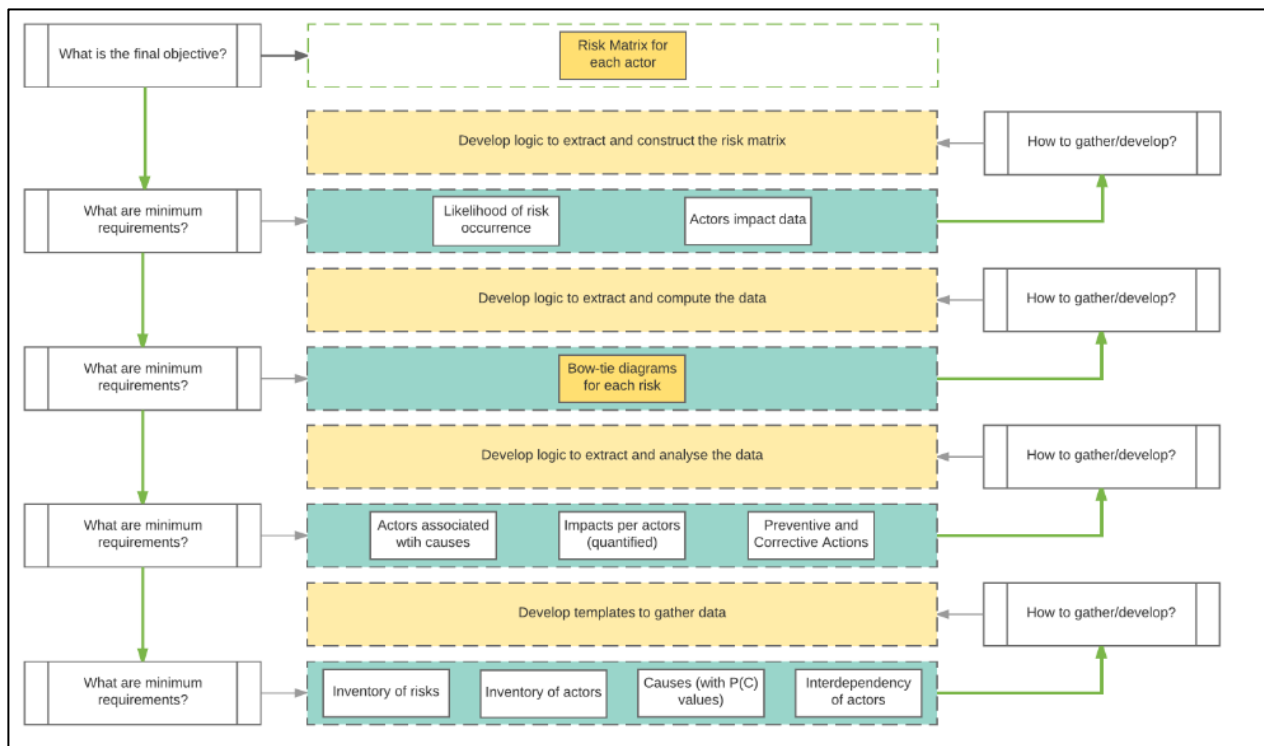 What is the final objective?
Risk Matrix for
each actor
Develop logic to extract and construct the risk matrix
How to gather/develop?
What are minimum
requirements?
Likelihood of risk
occurrence
Actors impact data
Develop logic to extract and compute the data
How to gather/develop?
What are minimum
requirements?
Bow-tie diagrams
for each risk
Develop logic to extract and analyse the data
How to gather/develop?
What are minimum
requirements?
Actors associated
wtih causes
Impacts per actors
(quantified)
Preventive and
Corrective Actions
Develop templates to gather data
How to gather/develop?
What are minimum
requirements?
Inventory of risks
Inventory of actors
Causes (with P(C)
values)
Interdependency
of actors